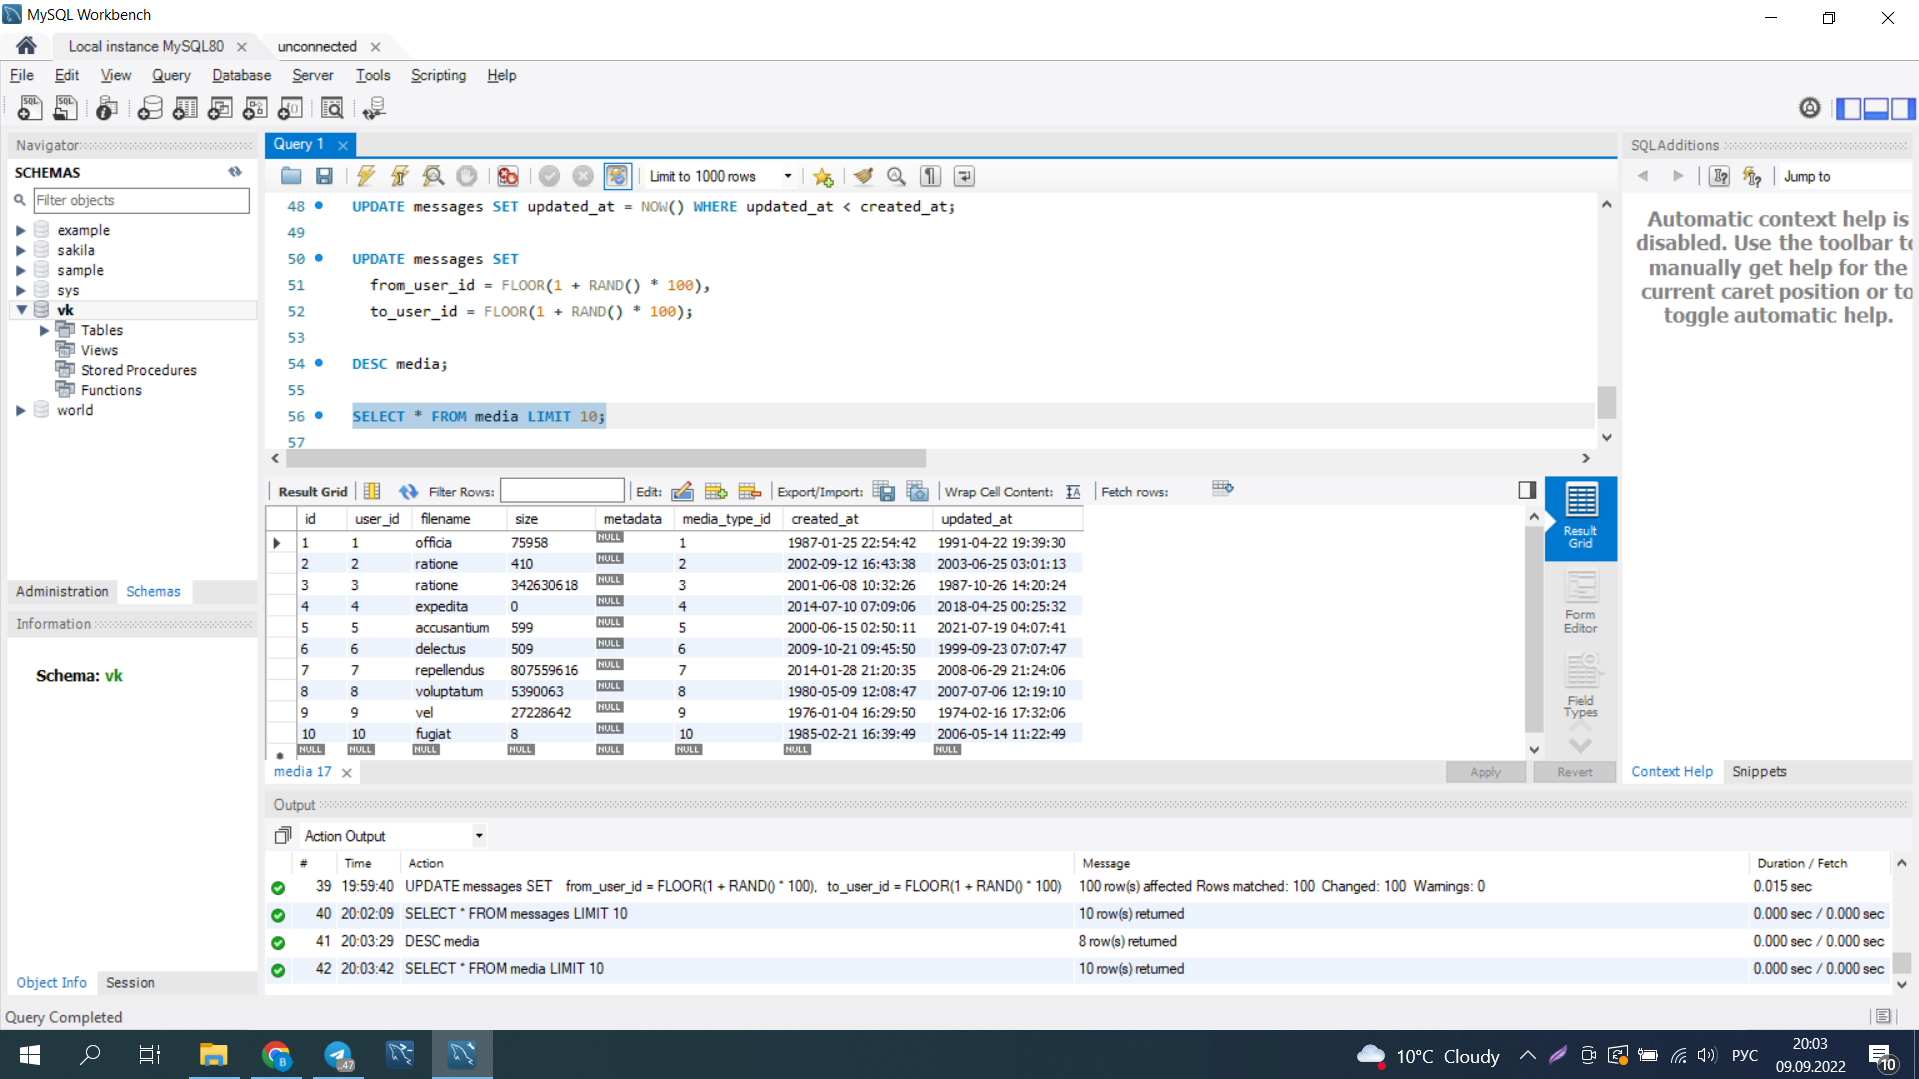 MySQL Workbench
Local instance MySQL80
unconnected
File Edit View Query Database Server Tools Scripting Help
Navigator
SCHEMAS
Filter objects
example
sakila
sample
sys
vk
Tables
Views
Stored Procedures
Functions
world
Administration Schemas
Information
Schema: vk
Object Info Session
Query 1
Limit to 1000 rows
48 UPDATE messages SET updated_at = NOW() WHERE updated_at < created_at;
49
50 UPDATE messages SET
51 from_user_id = FLOOR(1 + RAND() * 100),
52 to_user_id = FLOOR(1 + RAND() * 100);
53
54 DESC media;
55
56 SELECT * FROM media LIMIT 10;
57
Result Grid Filter Rows: Edit: Export/Import: Wrap Cell Content: Fetch rows:
id user_id filename size metadata media_type_id created_at updated_at
1 1 officia 75958 NULL 1 1987-01-25 22:54:42 1991-04-22 19:39:30
2 2 ratione 410 NULL 2 2002-09-12 16:43:38 2003-06-25 03:01:13
3 3 ratione 342630618 NULL 3 2001-06-08 10:32:26 1987-10-26 14:20:24
4 4 expedita 0 NULL 4 2014-07-10 07:09:06 2018-04-25 00:25:32
5 5 accusantium 599 NULL 5 2000-06-15 02:50:11 2021-07-19 04:07:41
6 6 delectus 509 NULL 6 2009-10-21 09:45:50 1999-09-23 07:07:47
7 7 repellendus 807559616 NULL 7 2014-01-28 21:20:35 2008-06-29 21:24:06
8 8 voluptatum 5390063 NULL 8 1980-05-09 12:08:47 2007-07-06 12:19:10
9 9 vel 27228642 NULL 9 1976-01-04 16:29:50 1974-02-16 17:32:06
10 10 fugiat 8 NULL 10 1985-02-21 16:39:49 2006-05-14 11:22:49
NULL NULL NULL NULL NULL NULL NULL NULL
Result
Grid
Form
Editor
Field
Types
media 17
Apply Revert
SQLAdditions
Jump to
Automatic context help is
disabled. Use the toolbar to
manually get help for the
current caret position or to
toggle automatic help.
Context Help Snippets
Output
Action Output
# Time Action Message Duration / Fetch
39 19:59:40 UPDATE messages SET from_user_id = FLOOR(1 + RAND() * 100), to_user_id = FLOOR(1 + RAND() * 100) 100 row(s) affected Rows matched: 100 Changed: 100 Warnings: 0 0.015 sec
40 20:02:09 SELECT * FROM messages LIMIT 10 10 row(s) returned 0.000 sec / 0.000 sec
41 20:03:29 DESC media 8 row(s) returned 0.000 sec / 0.000 sec
42 20:03:42 SELECT * FROM media LIMIT 10 10 row(s) returned 0.000 sec / 0.000 sec
Query Completed
10°C Cloudy
РУС
20:03
09.09.2022
10